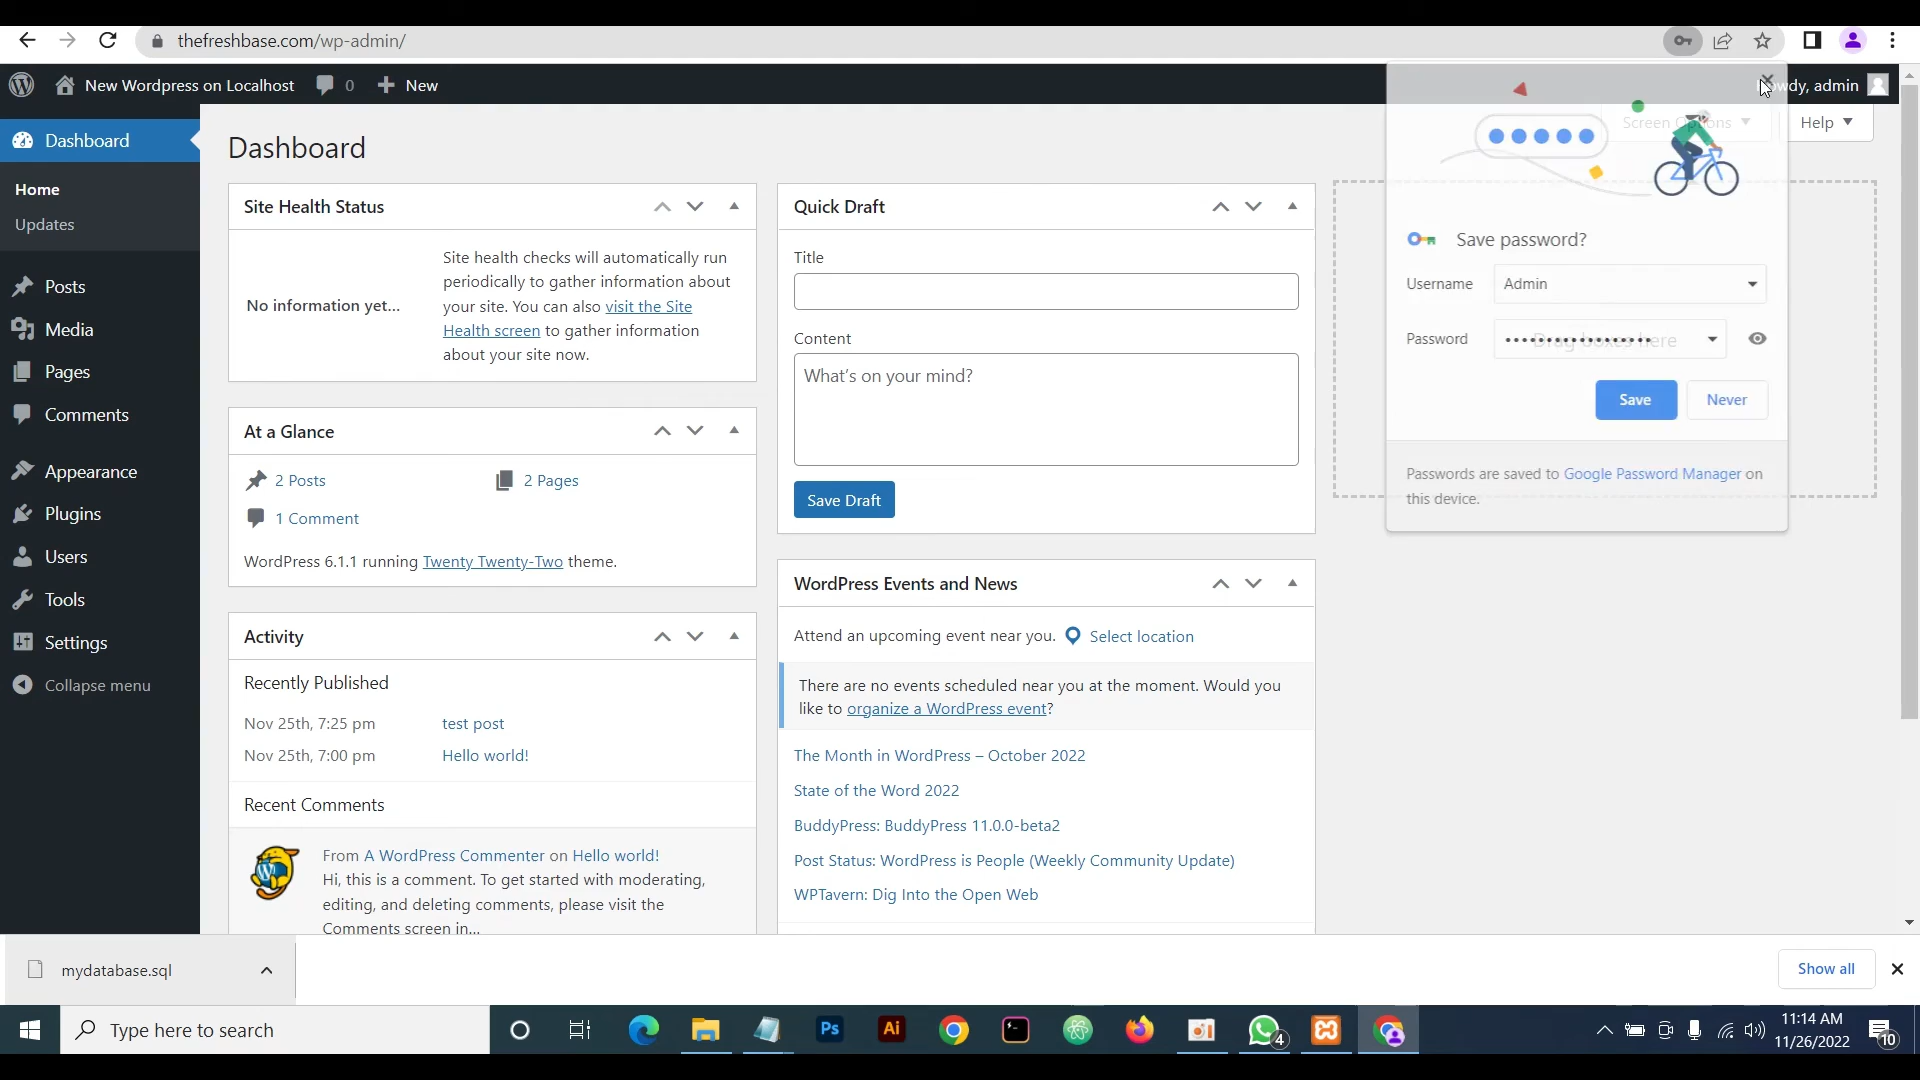 thefreshbase.com/wp-admin/
New Wordpress on Localhost 0 New
wdy, admin
Dashboard
Home
Updates
Posts
Media
Pages
Comments
Appearance
Plugins
Users
Tools
Settings
Collapse menu
Dashboard
Screen Options
Help
Site Health Status
No information yet...
Site health checks will automatically run
periodically to gather information about
your site. You can also visit the Site
Health screen to gather information
about your site now.
At a Glance
2 Posts
2 Pages
1 Comment
WordPress 6.1.1 running Twenty Twenty-Two theme.
Activity
Recently Published
Nov 25th, 7:25 pm test post
Nov 25th, 7:00 pm Hello world!
Recent Comments
From A WordPress Commenter on Hello world!
Hi, this is a comment. To get started with moderating,
editing, and deleting comments, please visit the
Comments screen in...
Quick Draft
Title
Content
What's on your mind?
Save Draft
WordPress Events and News
Attend an upcoming event near you. Select location
There are no events scheduled near you at the moment. Would you
like to organize a WordPress event?
The Month in WordPress – October 2022
State of the Word 2022
BuddyPress: BuddyPress 11.0.0-beta2
Post Status: WordPress is People (Weekly Community Update)
WPTavern: Dig Into the Open Web
Save password?
Username Admin
Password
Drag boxes here
Save Never
Passwords are saved to Google Password Manager on
this device.
mydatabase.sql
Show all
Type here to search
Ps
Ai
4
11:14 AM
11/26/2022
10